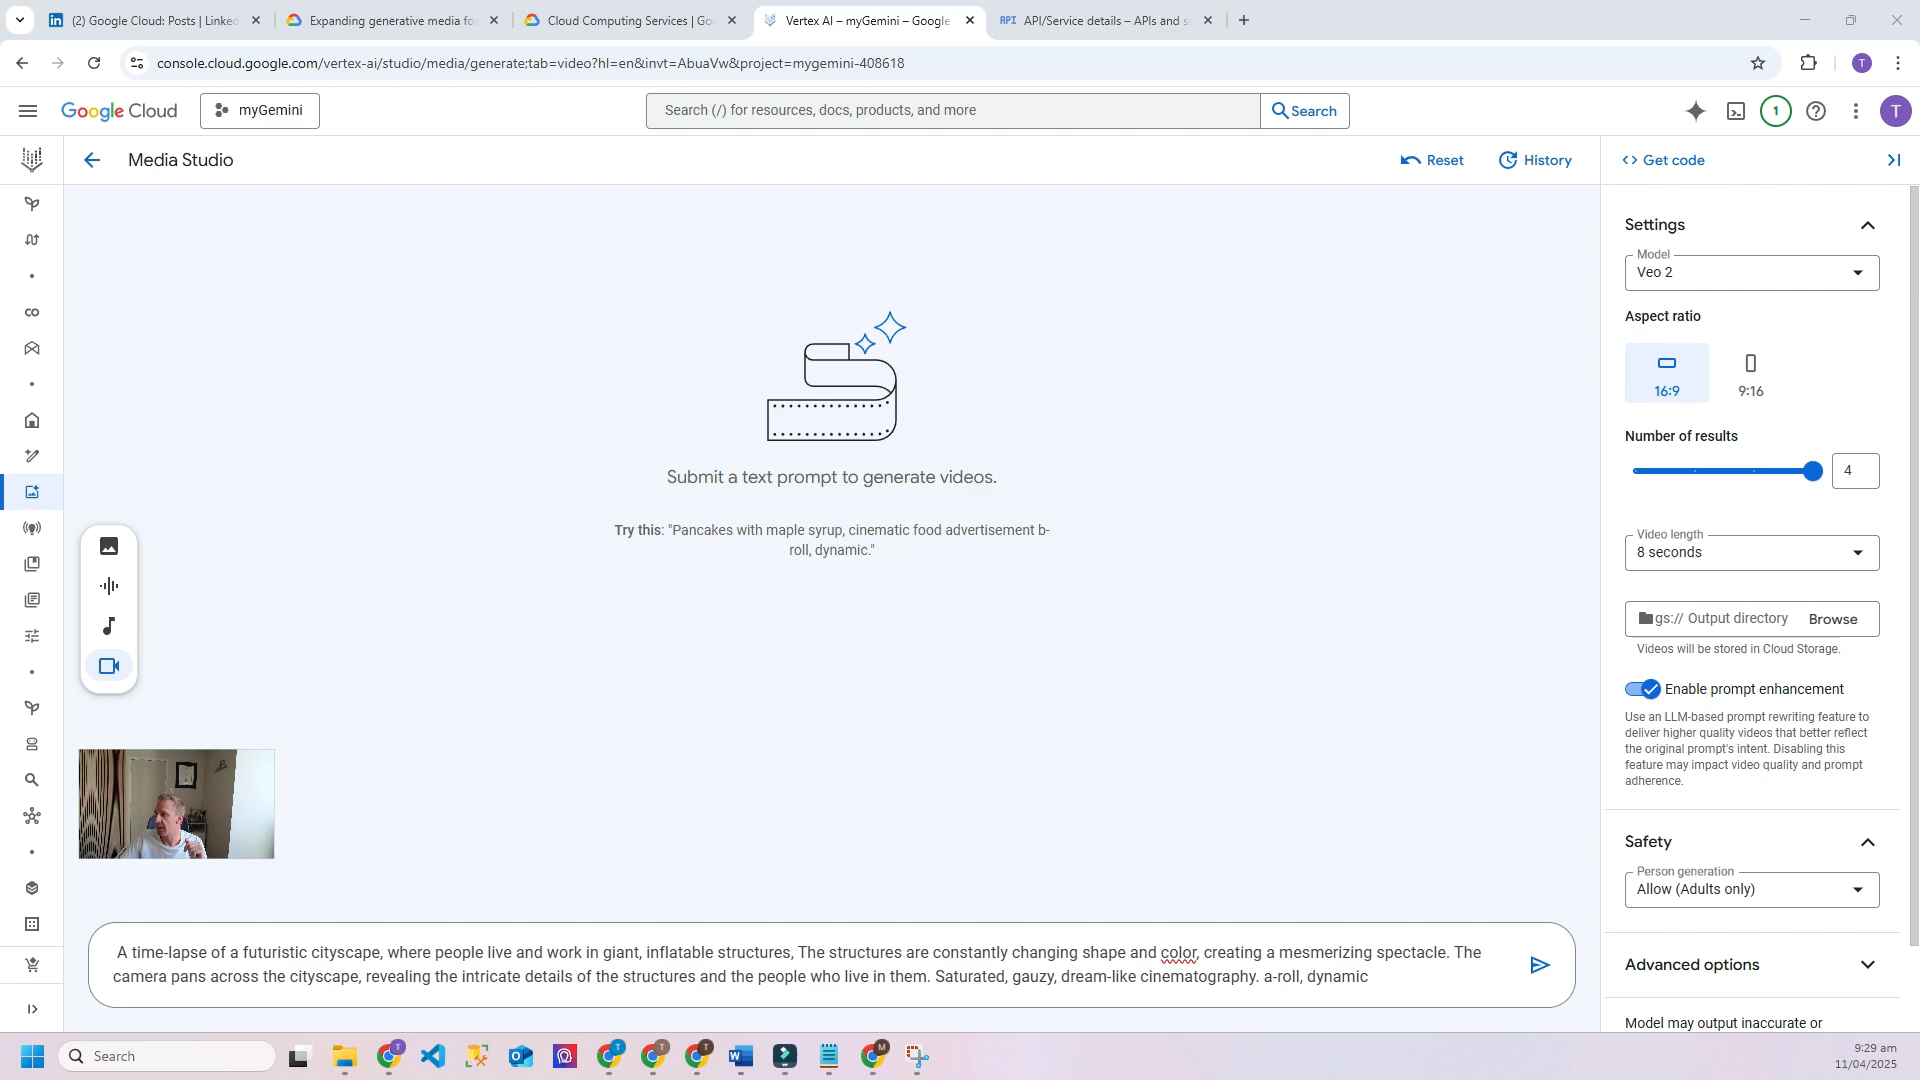 (2) Google Cloud: Posts | Linked
Expanding generative media fo
Cloud Computing Services | Go
Vertex AI – myGemini – Google
API API/Service details – APIs and se
console.cloud.google.com/vertex-ai/studio/media/generate;tab=video?hl=en&invt=AbuaVw&project=mygemini-408618
T
Google Cloud
myGemini
Search (/) for resources, docs, products, and more
Search
1
T
Media Studio
Reset
History
Get code
Settings
Model
Veo 2
Aspect ratio
16:9
9:16
Number of results
4
Submit a text prompt to generate videos.
Try this: "Pancakes with maple syrup, cinematic food advertisement b-
roll, dynamic."
Video length
8 seconds
gs:// Output directory
Browse
Videos will be stored in Cloud Storage.
Enable prompt enhancement
Use an LLM-based prompt rewriting feature to
deliver higher quality videos that better reflect
the original prompt's intent. Disabling this
feature may impact video quality and prompt
adherence.
Safety
Person generation
Allow (Adults only)
A time-lapse of a futuristic cityscape, where people live and work in giant, inflatable structures, The structures are constantly changing shape and color, creating a mesmerizing spectacle. The
camera pans across the cityscape, revealing the intricate details of the structures and the people who live in them. Saturated, gauzy, dream-like cinematography. a-roll, dynamic
Advanced options
Model may output inaccurate or
Search
9:29 am
11/04/2025